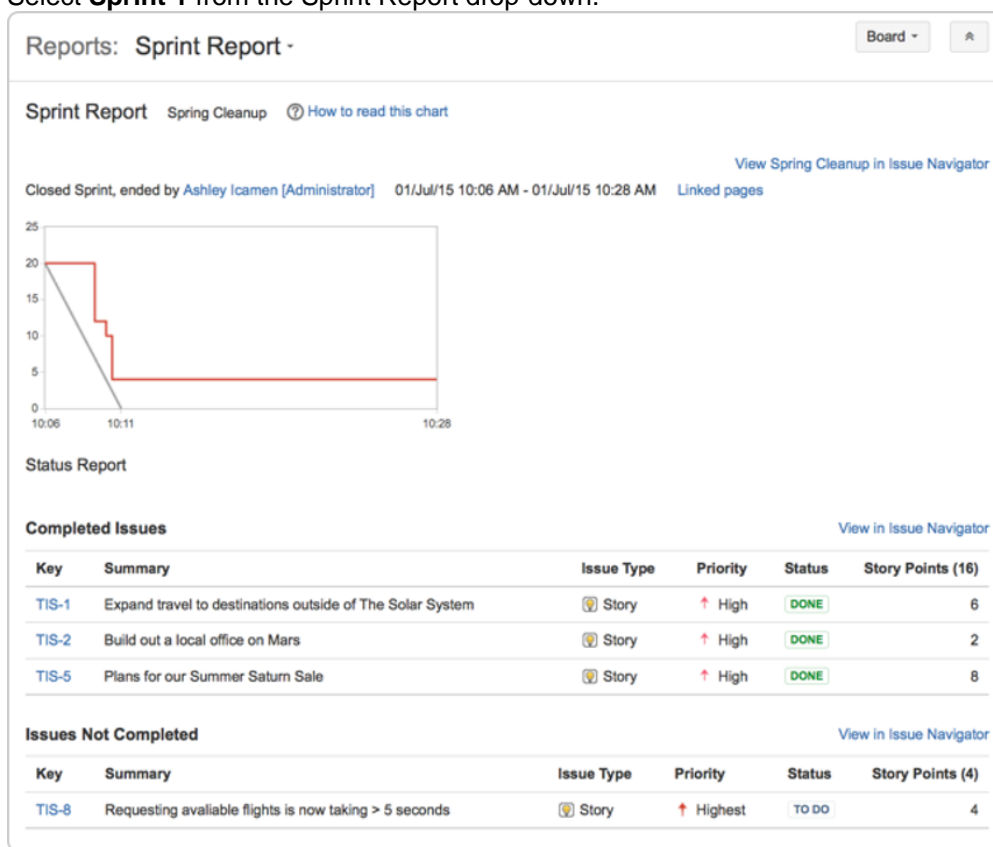 Select Sprint 1 from the Sprint Report drop-down.
Reports: Sprint Report
Board
Sprint Report Spring Cleanup ? How to read this chart
View Spring Cleanup in Issue Navigator
Closed Sprint, ended by Ashley Icamen [Administrator] 01/Jul/15 10:06 AM - 01/Jul/15 10:28 AM Linked pages
25
20
15
10
5
0
10:06 10:11 10:28
Status Report
Completed Issues View in Issue Navigator
Key Summary Issue Type Priority Status Story Points (16)
TIS-1 Expand travel to destinations outside of The Solar System Story High DONE 6
TIS-2 Build out a local office on Mars Story High DONE 2
TIS-5 Plans for our Summer Saturn Sale Story High DONE 8
Issues Not Completed View in Issue Navigator
Key Summary Issue Type Priority Status Story Points (4)
TIS-8 Requesting avaliable flights is now taking > 5 seconds Story Highest TO DO 4